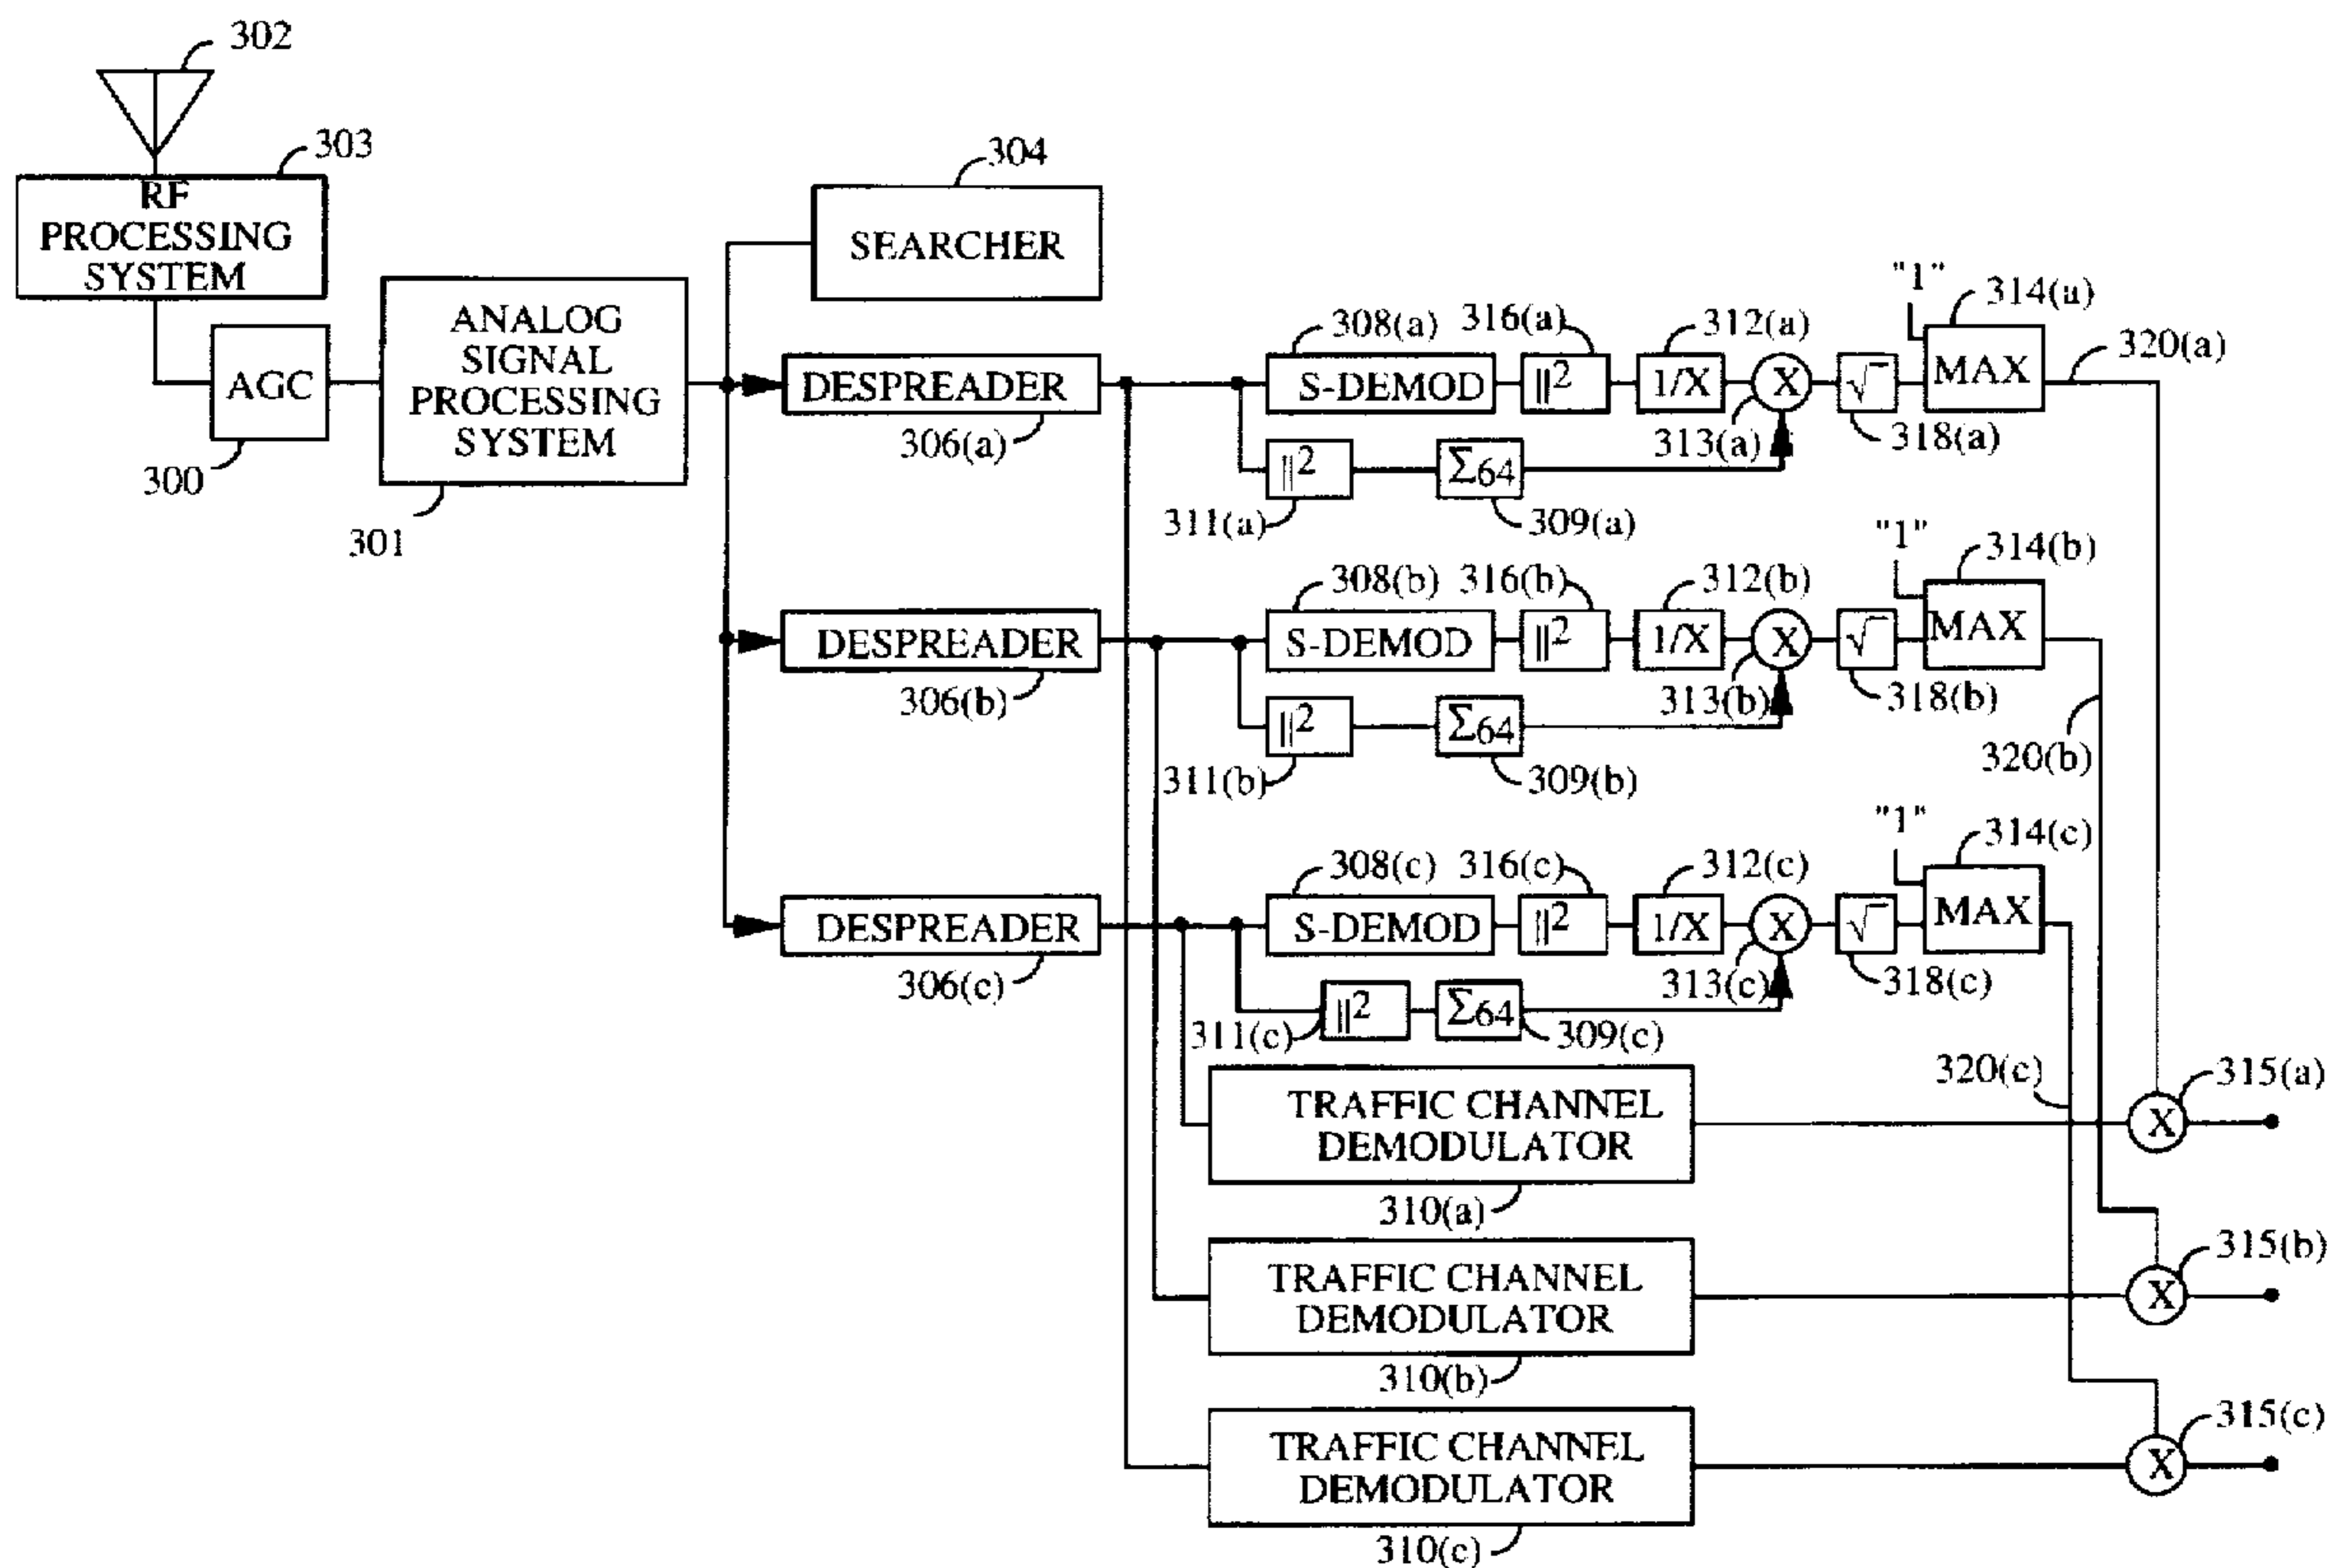 302
303
RF
PROCESSING
SYSTEM
304
SEARCHER
ANALOG
SIGNAL
PROCESSING
SYSTEM
AGC
300
301
DESPREADER
306(a)
308(a)
316(a)
312(a)
"1"
314(a)
320(a)
S-DEMOD
||2
1/X
X
√
MAX
313(a)
318(a)
||2
Σ64
311(a)
309(a)
DESPREADER
306(b)
308(b)
316(b)
312(b)
"1"
314(b)
S-DEMOD
||2
1/X
X
√
MAX
313(b)
318(b)
320(b)
||2
Σ64
311(b)
309(b)
DESPREADER
306(c)
308(c)
316(c)
312(c)
"1"
314(c)
S-DEMOD
||2
1/X
X
√
MAX
313(c)
318(c)
||2
Σ64
311(c)
309(c)
320(c)
TRAFFIC CHANNEL
DEMODULATOR
310(a)
315(a)
X
TRAFFIC CHANNEL
DEMODULATOR
310(b)
315(b)
X
TRAFFIC CHANNEL
DEMODULATOR
310(c)
315(c)
X